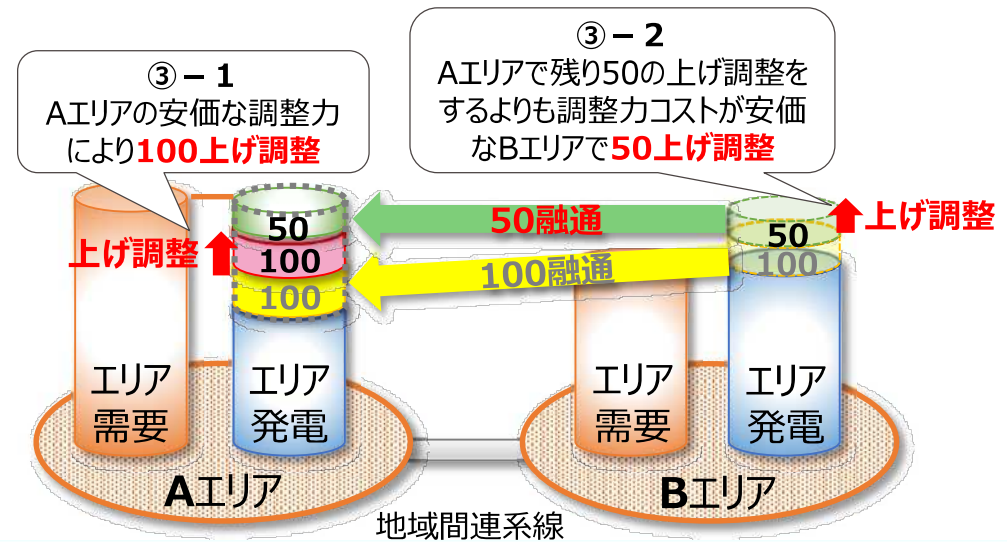 ③－1
Aエリアの安価な調整力
により100上げ調整
③－2
Aエリアで残り50の上げ調整を
するよりも調整力コストが安価
なBエリアで50上げ調整
上げ調整
50
100
100
50融通
100融通
50
100
上げ調整
エリア
需要
エリア
発電
エリア
需要
エリア
発電
Aエリア
Bエリア
地域間連系線